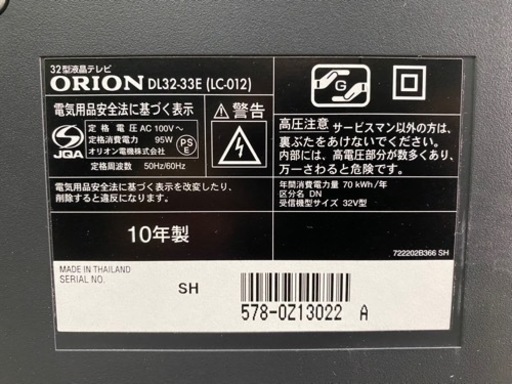 32型液晶テレビ
ORION DL32-33E (LC-012)
電気用品安全法に基づく表示
JQA
定格電圧 AC 100V~
定格消費電力 95W
オリオン電機株式会社
定格周波数 50Hz/60Hz
PS
E
電気用品安全法に基づく表示を改変したり、
削除すると違反になります。
⚠警告
G
高圧注意 サービスマン以外の方は、
裏ぶたをあけないでください。
内部には、高電圧部分が数多くあり、
万一さわると危険です。
年間消費電力量 70 kWh/年
区分名 DN
受信機型サイズ 32V型
10年製
722202B366 SH
MADE IN THAILAND
SERIAL NO.
SH
578-0Z13022 A